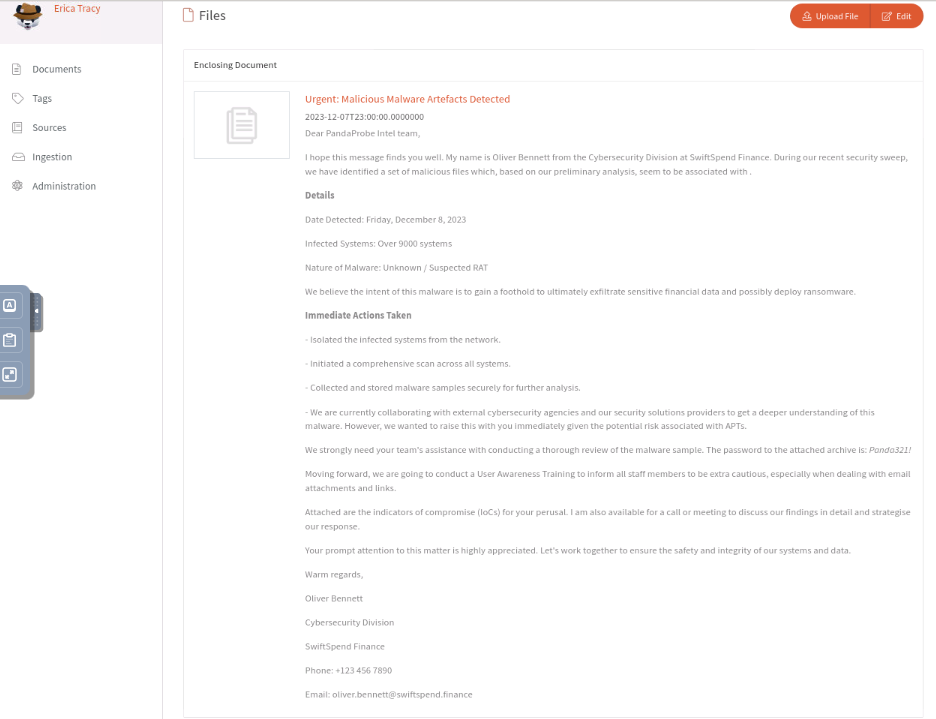 Erica Tracy
Files
Upload File
Edit
Documents
Tags
Sources
Ingestion
Administration
Enclosing Document
Urgent: Malicious Malware Artefacts Detected
2023-12-07T23:00:00.0000000
Dear PandaProbe Intel team,
I hope this message finds you well. My name is Oliver Bennett from the Cybersecurity Division at SwiftSpend Finance. During our recent security sweep,
we have identified a set of malicious files which, based on our preliminary analysis, seem to be associated with .
Details
Date Detected: Friday, December 8, 2023
Infected Systems: Over 9000 systems
Nature of Malware: Unknown / Suspected RAT
We believe the intent of this malware is to gain a foothold to ultimately exfiltrate sensitive financial data and possibly deploy ransomware.
Immediate Actions Taken
- Isolated the infected systems from the network.
- Initiated a comprehensive scan across all systems.
- Collected and stored malware samples securely for further analysis.
- We are currently collaborating with external cybersecurity agencies and our security solutions providers to get a deeper understanding of this
malware. However, we wanted to raise this with you immediately given the potential risk associated with APTs.
We strongly need your team's assistance with conducting a thorough review of the malware sample. The password to the attached archive is: Panda321!
Moving forward, we are going to conduct a User Awareness Training to inform all staff members to be extra cautious, especially when dealing with email
attachments and links.
Attached are the indicators of compromise (IoCs) for your perusal. I am also available for a call or meeting to discuss our findings in detail and strategise
our response.
Your prompt attention to this matter is highly appreciated. Let's work together to ensure the safety and integrity of our systems and data.
Warm regards,
Oliver Bennett
Cybersecurity Division
SwiftSpend Finance
Phone: +123 456 7890
Email: oliver.bennett@swiftspend.finance